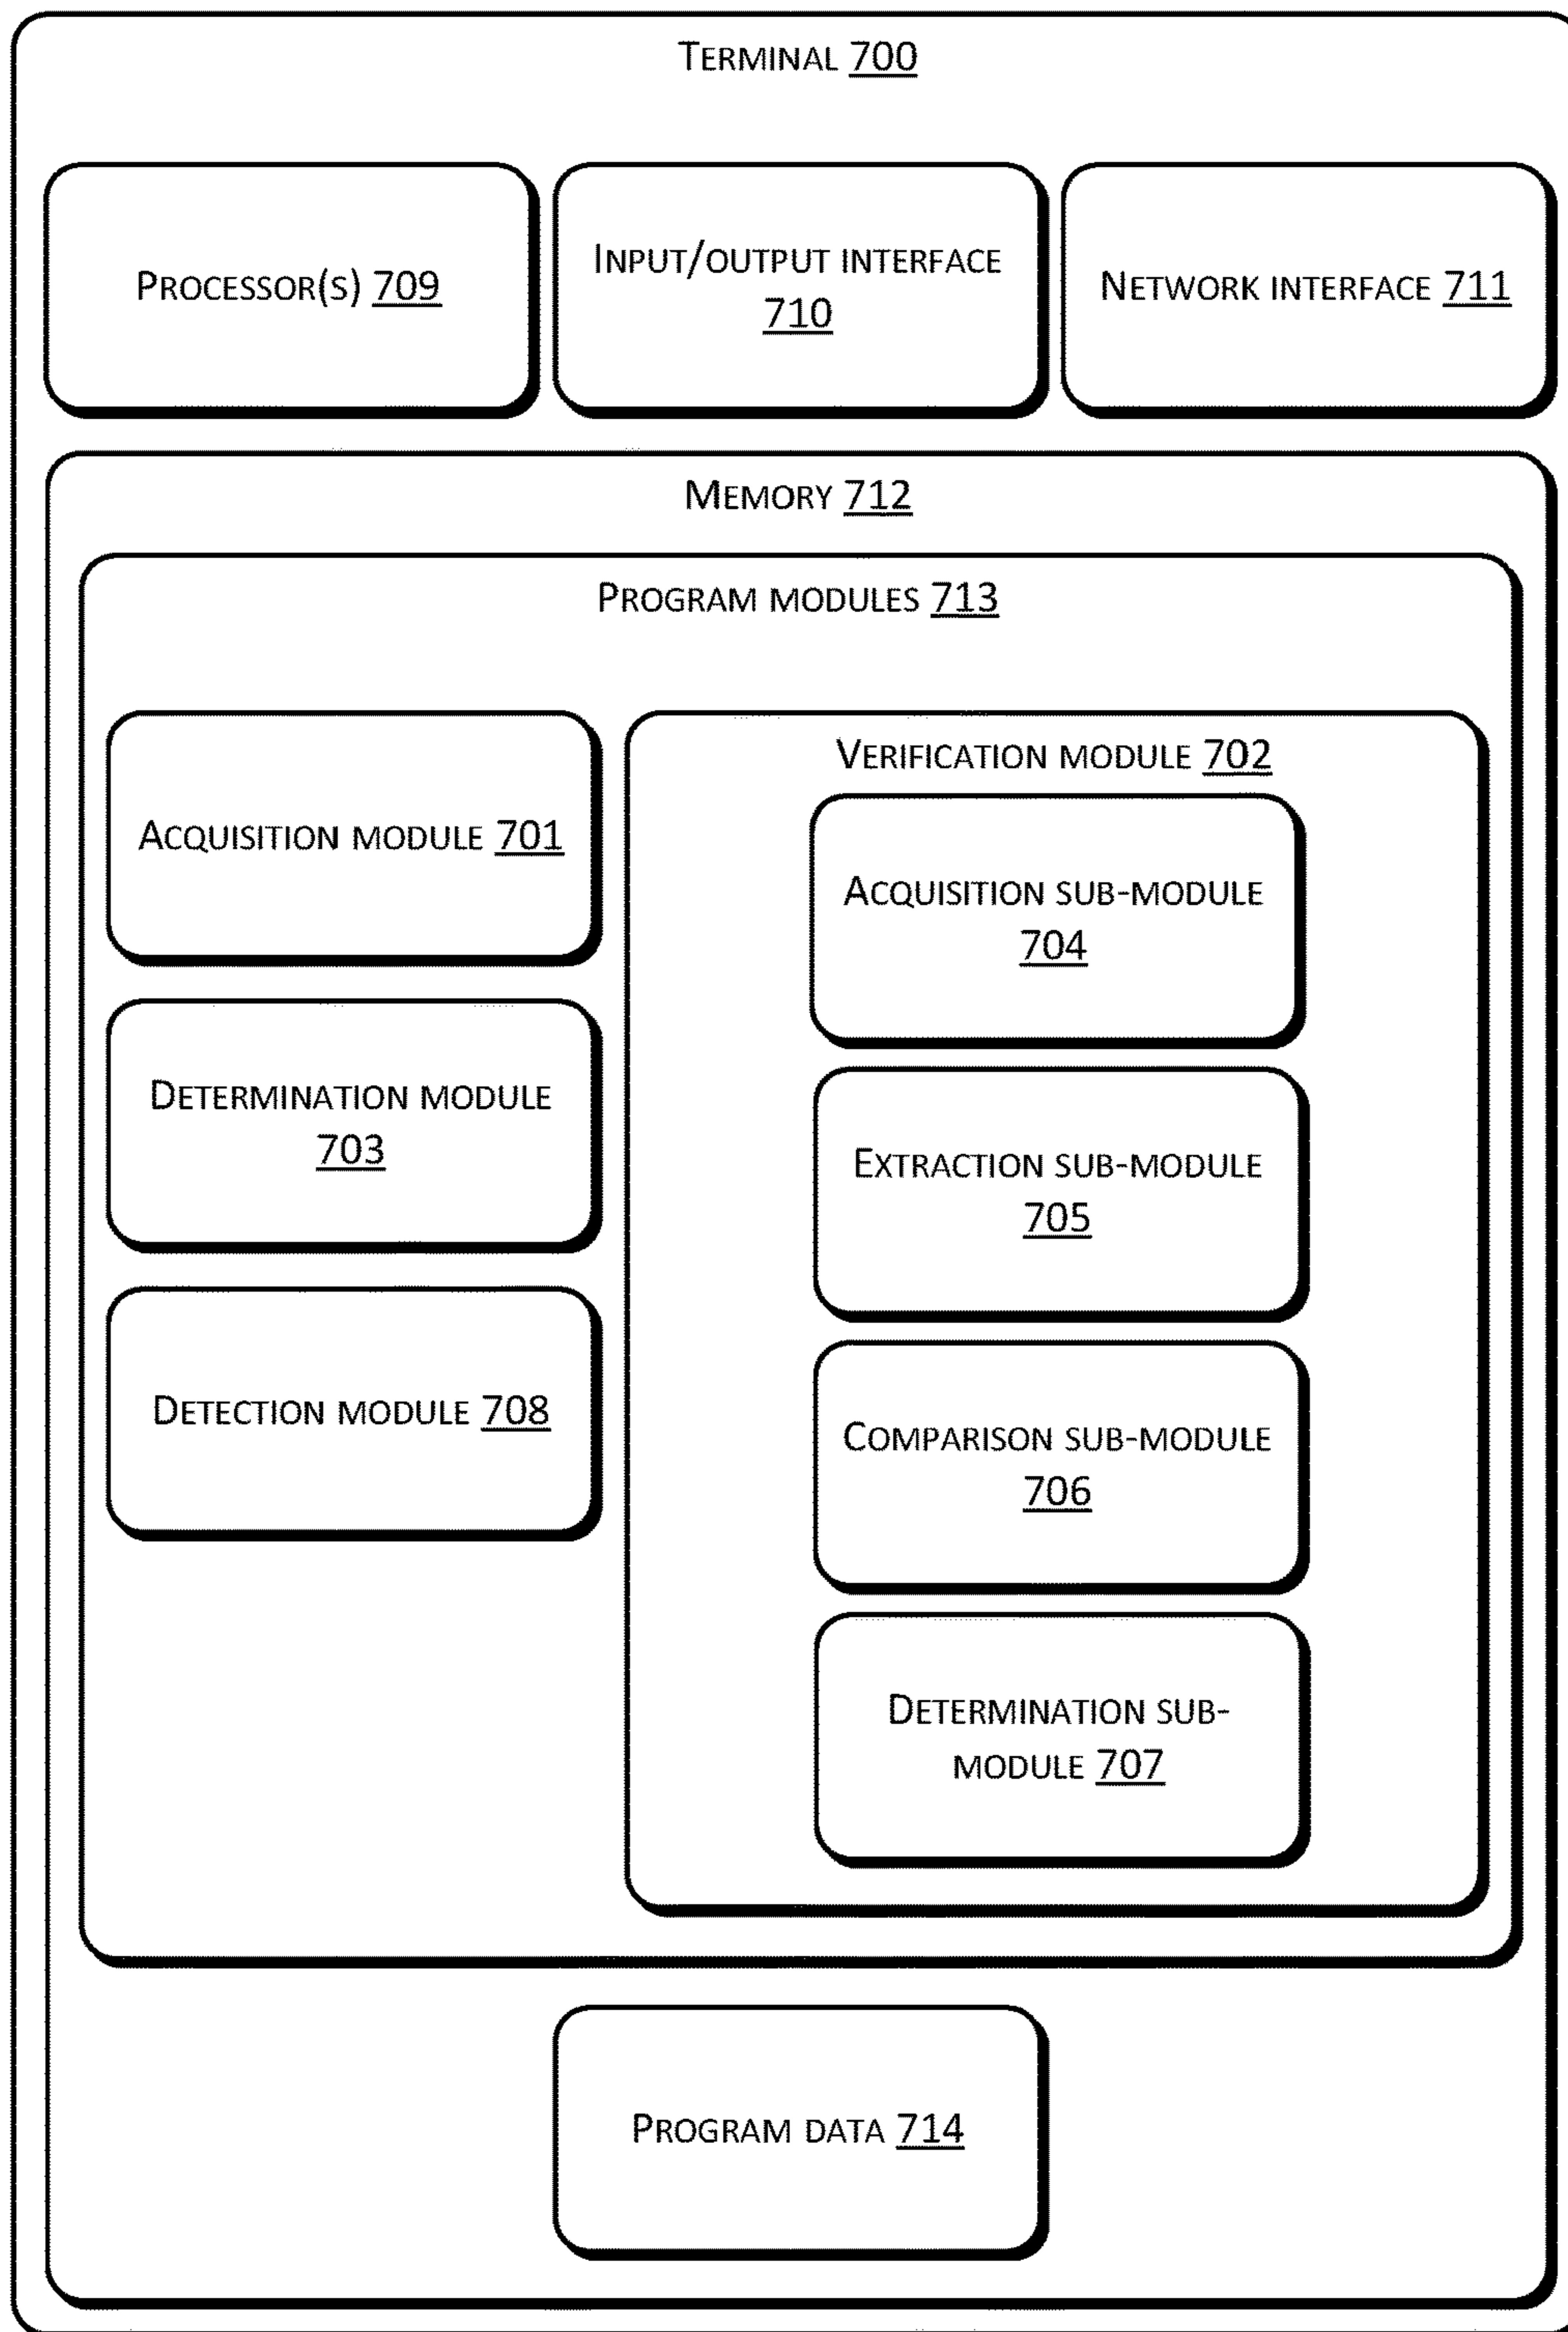 TERMINAL 700
PROCESSOR(S) 709
INPUT/OUTPUT INTERFACE
710
NETWORK INTERFACE 711
MEMORY 712
PROGRAM MODULES 713
ACQUISITION MODULE 701
DETERMINATION MODULE
703
DETECTION MODULE 708
VERIFICATION MODULE 702
ACQUISITION SUB-MODULE
704
EXTRACTION SUB-MODULE
705
COMPARISON SUB-MODULE
706
DETERMINATION SUB-
MODULE 707
PROGRAM DATA 714